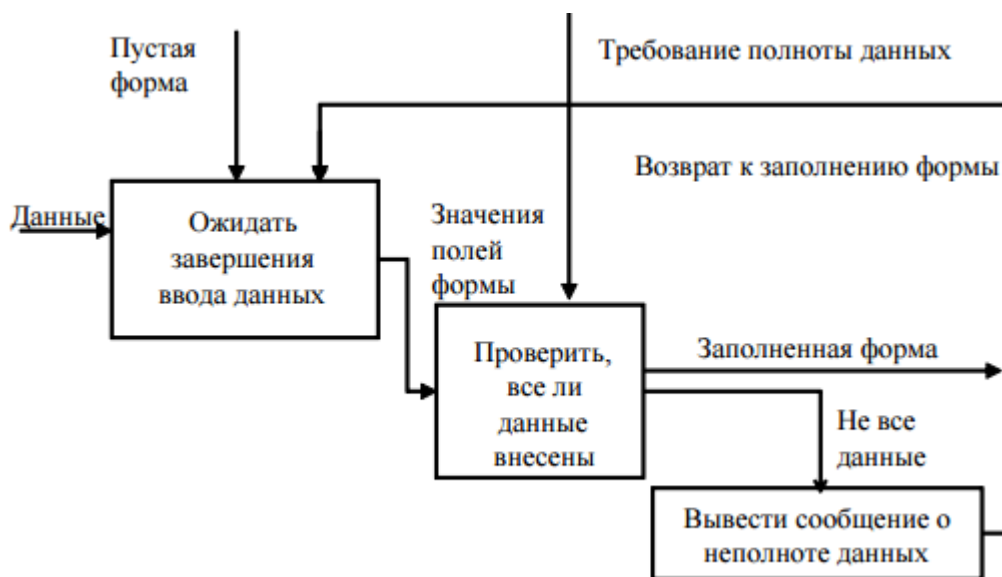 Пустая
форма
Требование полноты данных
Возврат к заполнению формы
Данные
Ожидать
завершения
ввода данных
Значения
полей
формы
Проверить,
все ли
данные
внесены
Заполненная форма
Не все
данные
Вывести сообщение о
неполноте данных